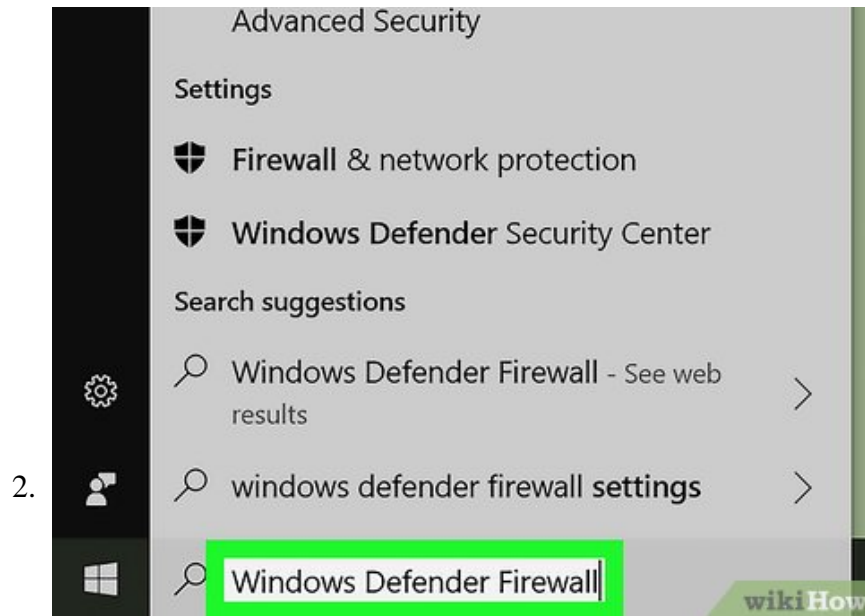 Advanced Security
Settings
Firewall & network protection
Windows Defender Security Center
Search suggestions
Windows Defender Firewall - See web
results
windows defender firewall settings
2.
Windows Defender Firewall
wikiHow